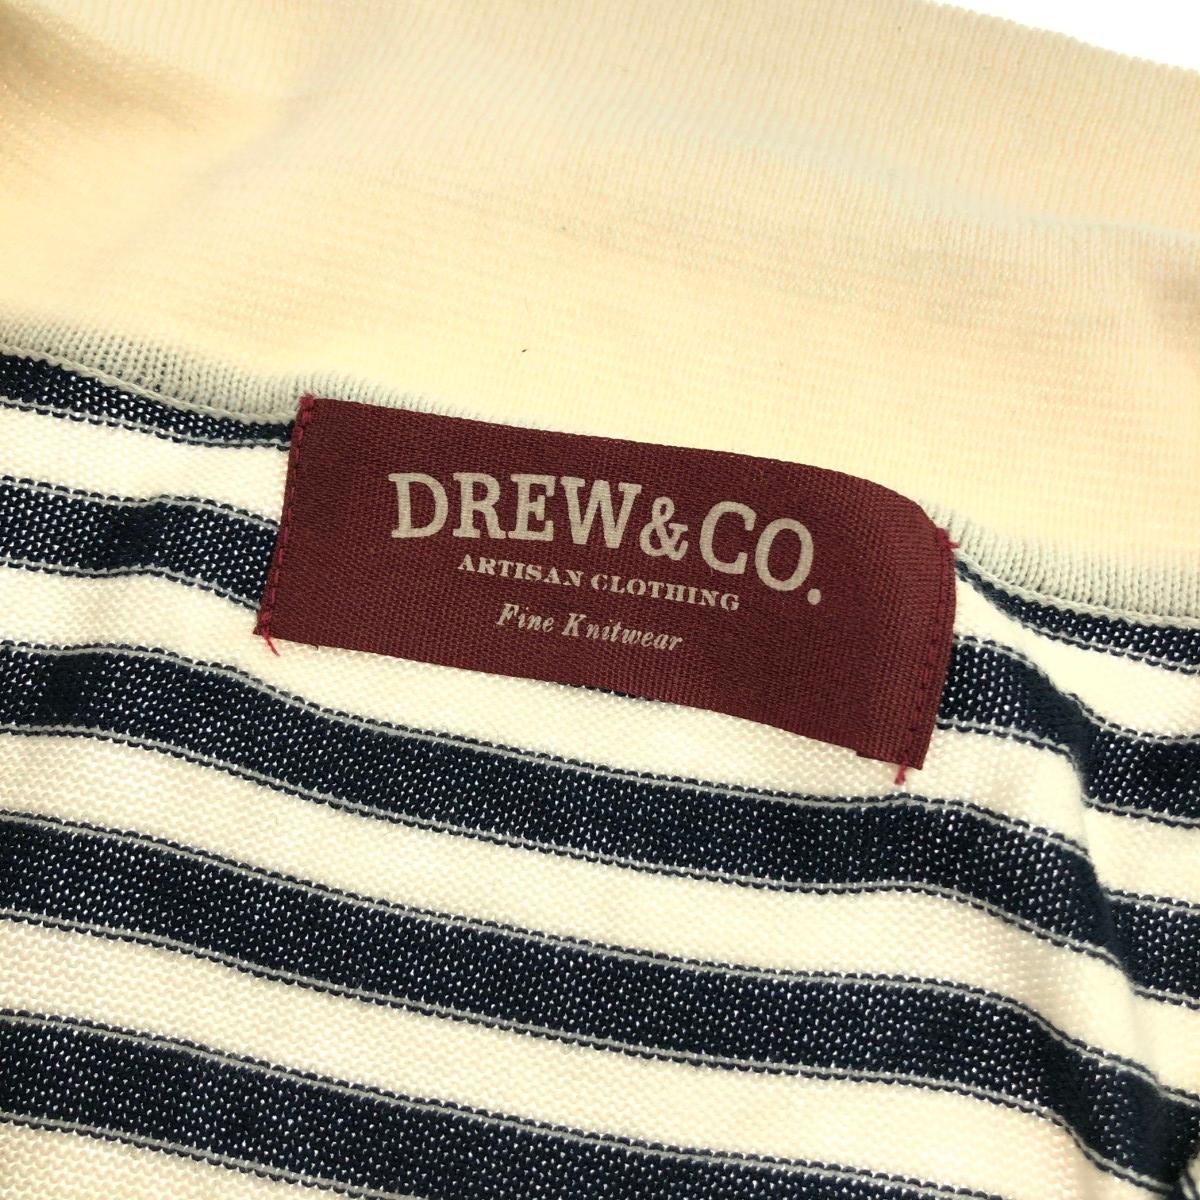 DREW&CO.
ARTISAN CLOTHING
Fine Knitwear